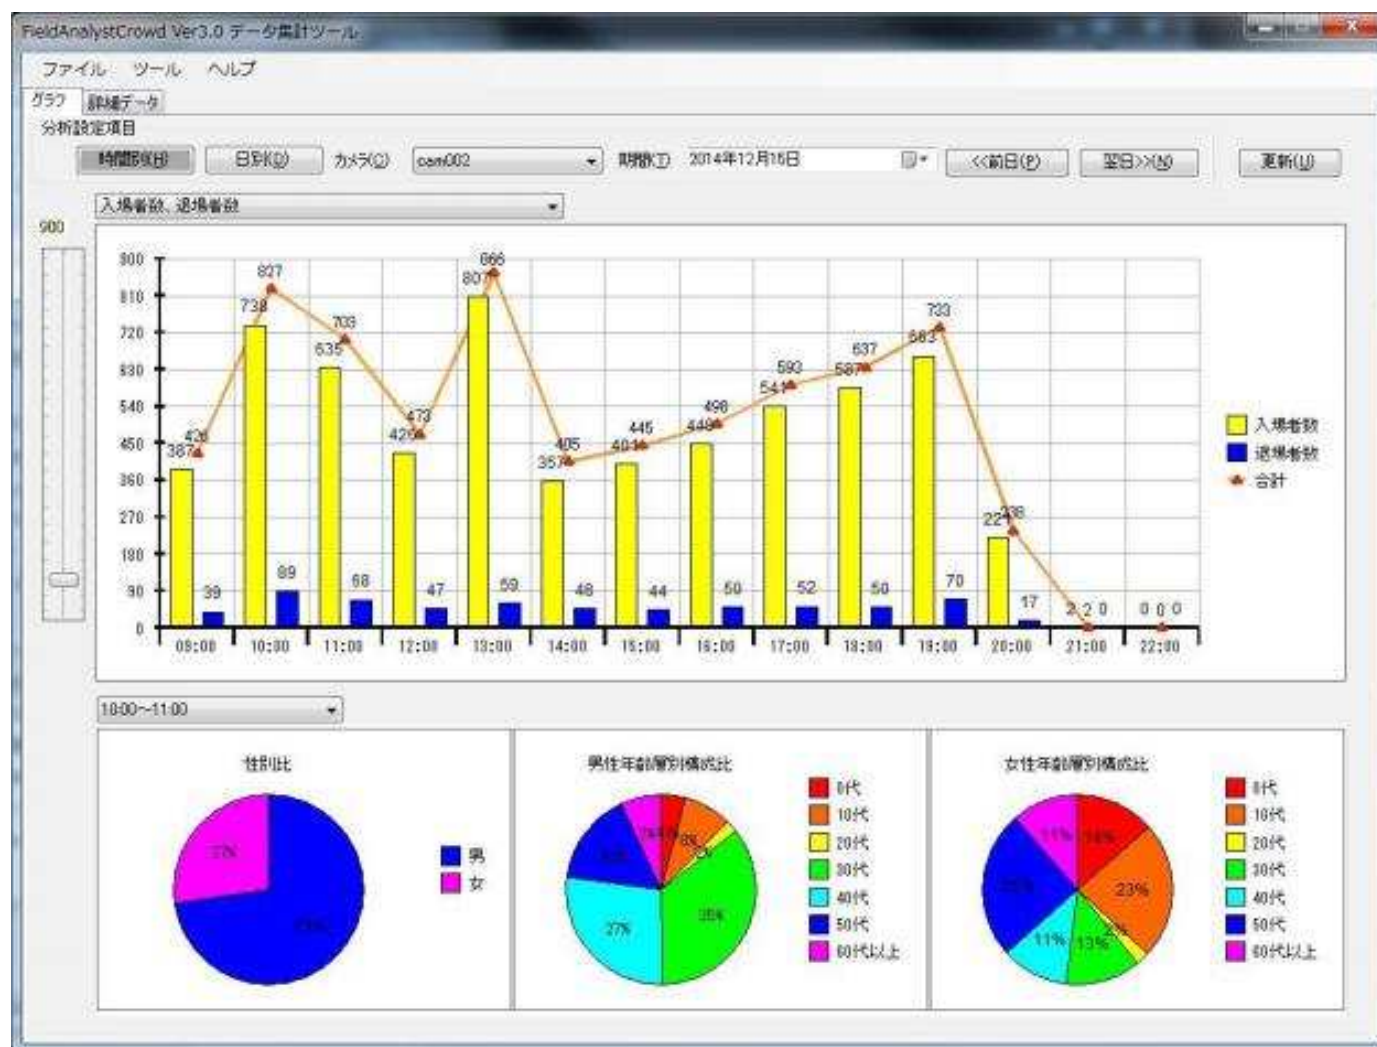 FieldAnalystCrowd Ver3.0 データ集計ツール
ファイル ツール ヘルプ
グラフ 詳細データ
分析設定項目
時間別(H) 日別(D) カメラ(C) cam002 期間(T) 2014年12月16日 <<前日(P) 翌日>>(N) 更新(U)
入場者数、退場者数
900
900
810
720
630
540
450
360
270
180
90
0
387 738 635 426 807 357 401 448 541 587 663 221 2 0
39 89 68 47 59 48 44 50 52 50 70 17 0 0
827 703 473 866 405 445 498 593 637 733 238 2 0
09:00 10:00 11:00 12:00 13:00 14:00 15:00 16:00 17:00 18:00 19:00 20:00 21:00 22:00
入場者数
退場者数
合計
10:00~11:00
性別比
27%
男
女
男性年齢層別構成比
35%
27%
0代
10代
20代
30代
40代
50代
60代以上
女性年齢層別構成比
14%
23%
2%
13%
11%
11%
0代
10代
20代
30代
40代
50代
60代以上